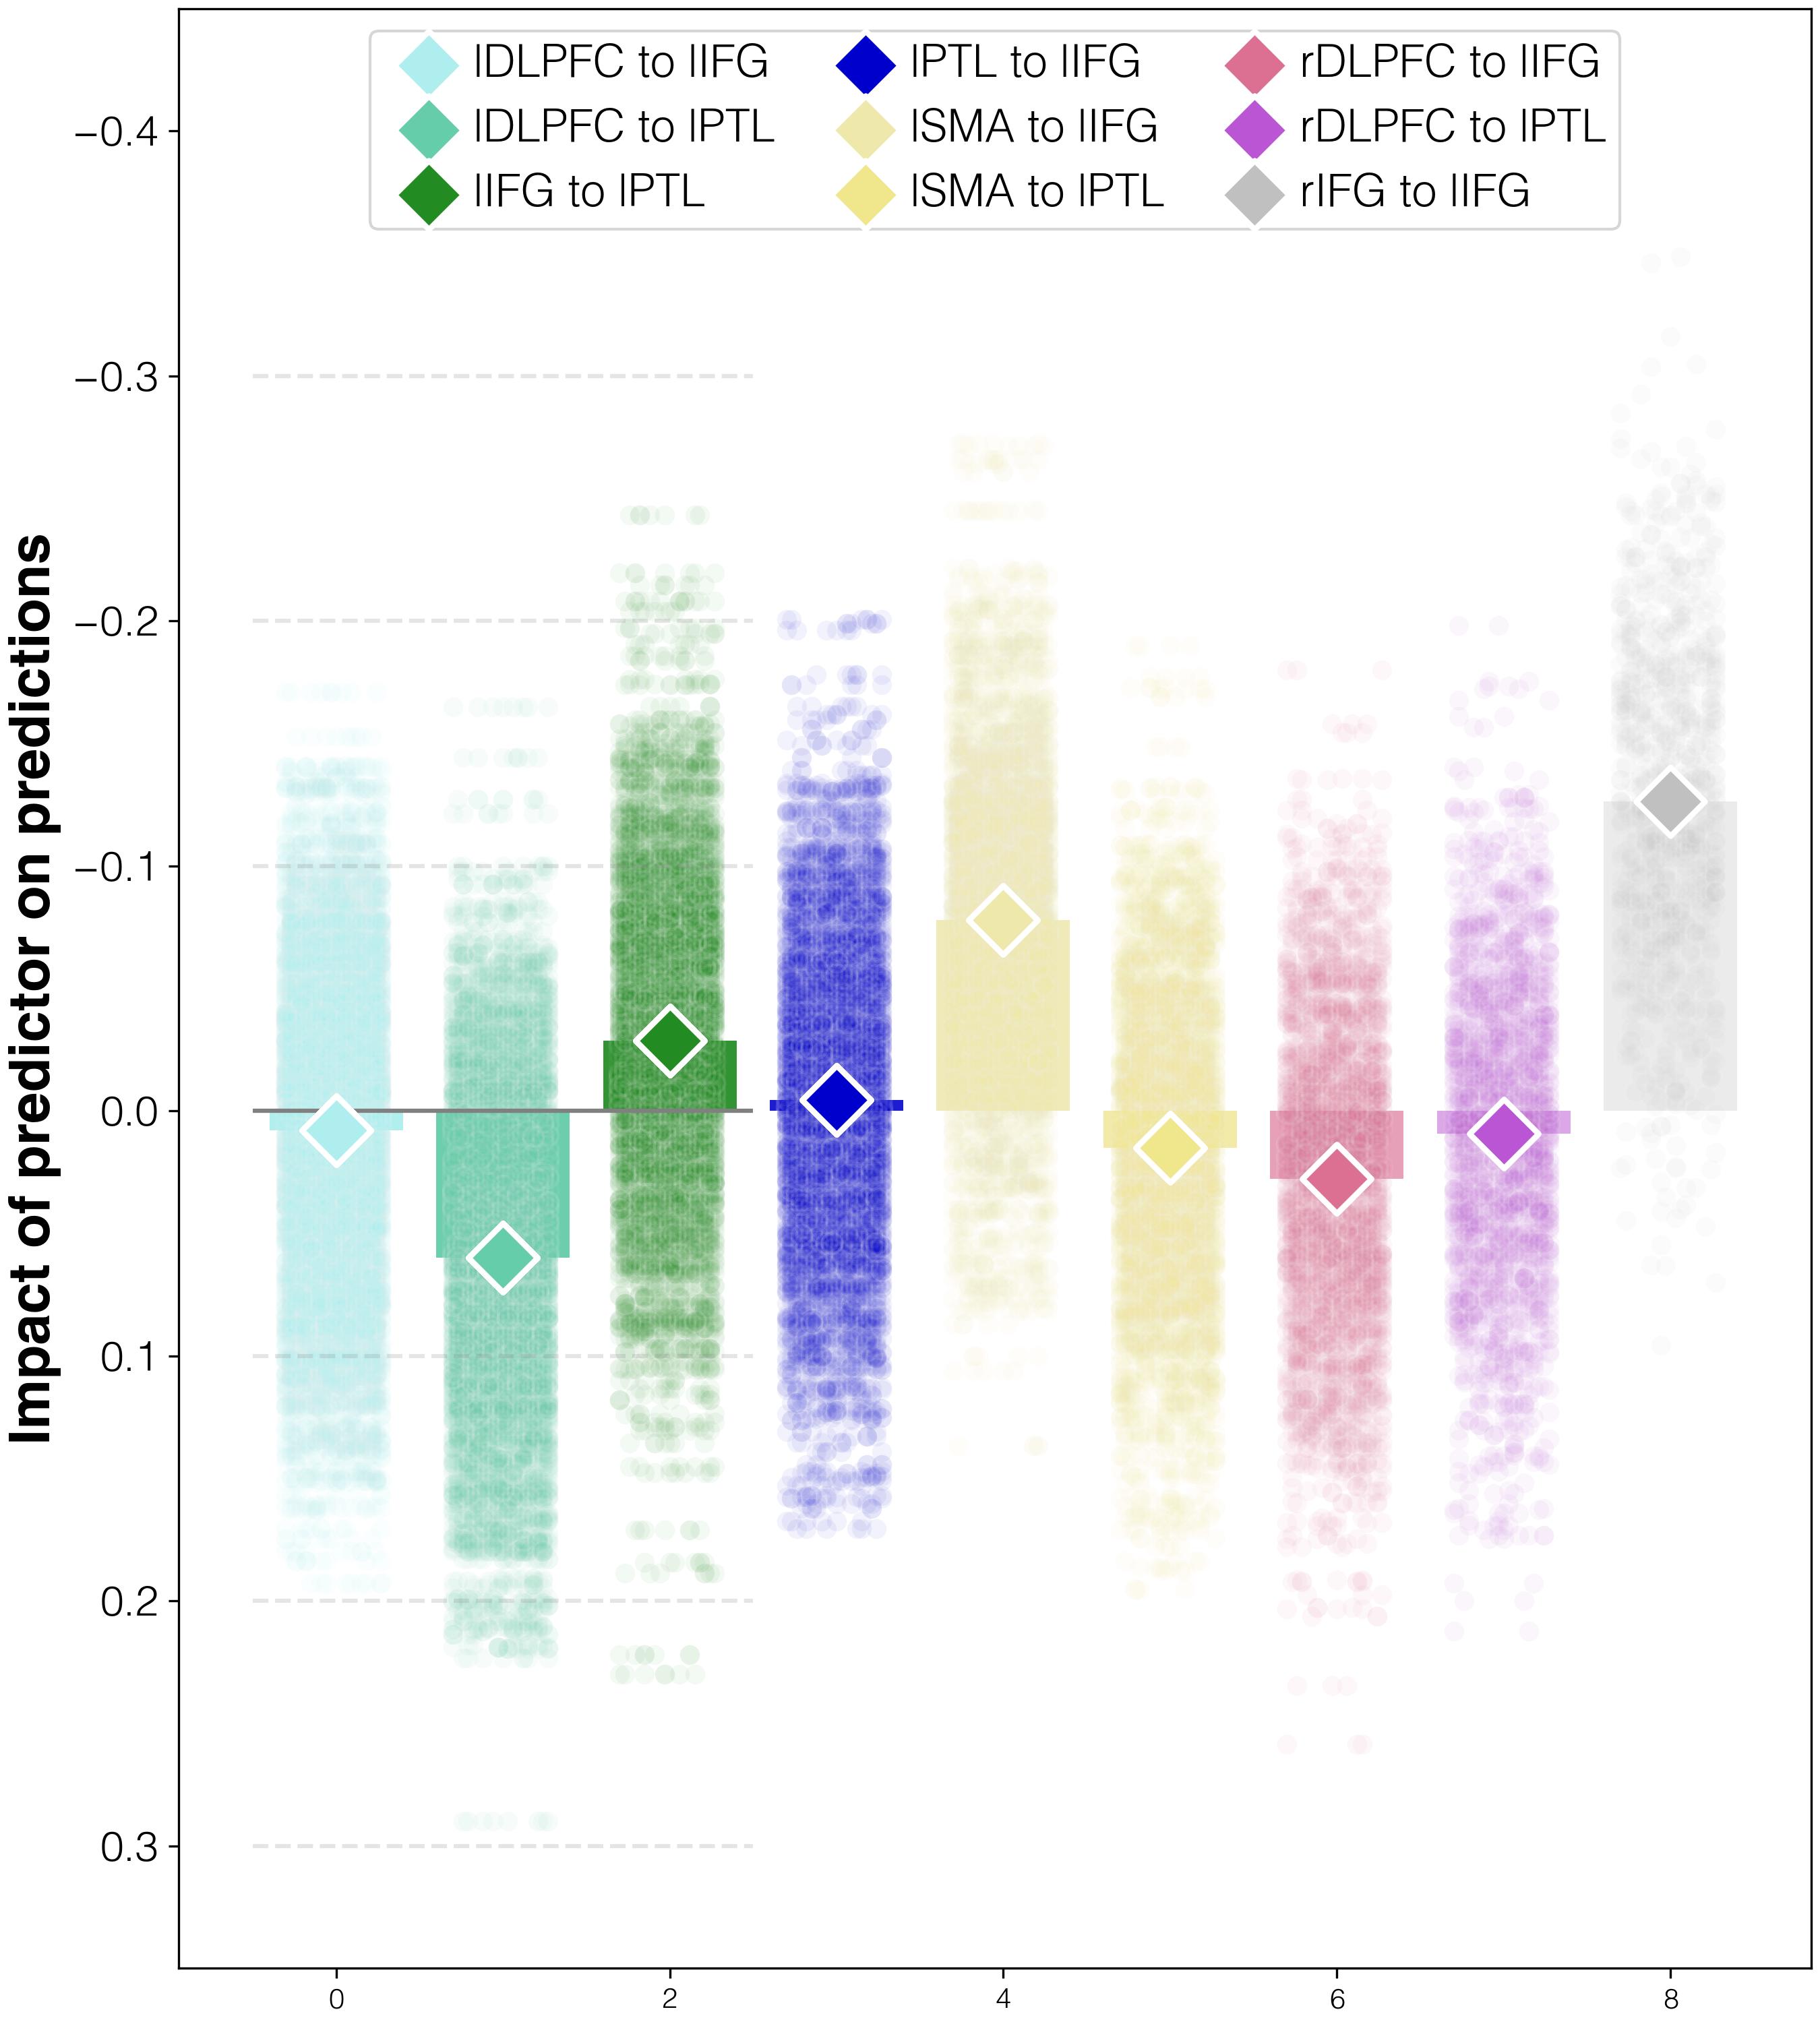 lDLPFC to lIFG
lDLPFC to lPTL
lIFG to lPTL
lPTL to lIFG
lSMA to lIFG
lSMA to lPTL
rDLPFC to lIFG
rDLPFC to lPTL
rIFG to lIFG
Impact of predictor on predictions
−0.4
−0.3
−0.2
−0.1
0.0
0.1
0.2
0.3
0 2 4 6 8